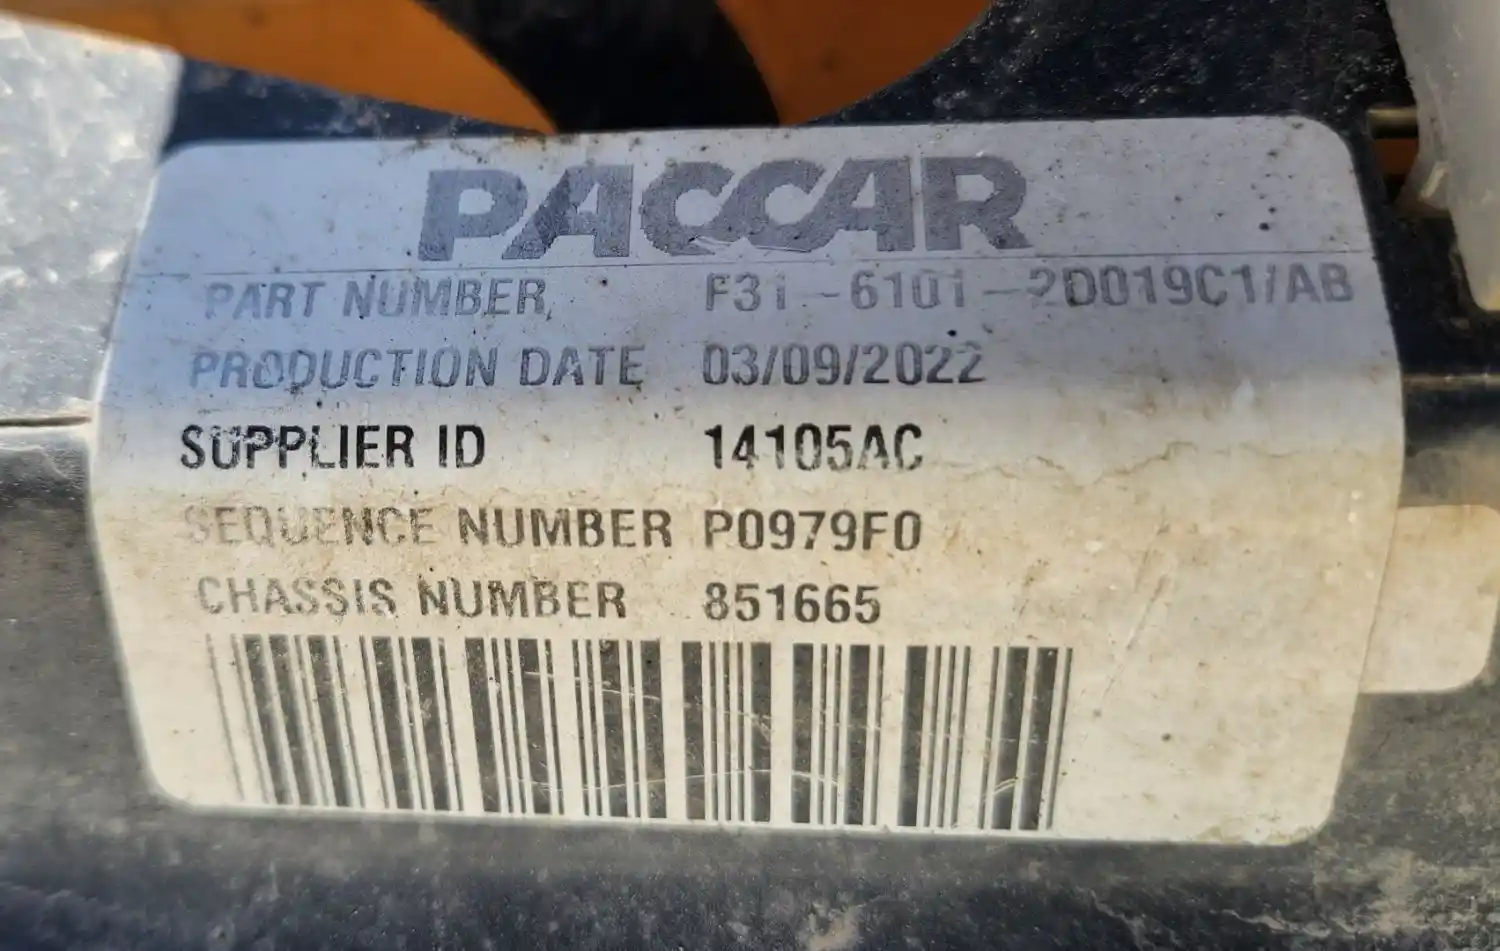 PACCAR
PART NUMBER F31-6101-2D019C1/AB
PRODUCTION DATE 03/09/2022
SUPPLIER ID 14105AC
SEQUENCE NUMBER P0979F0
CHASSIS NUMBER 851665